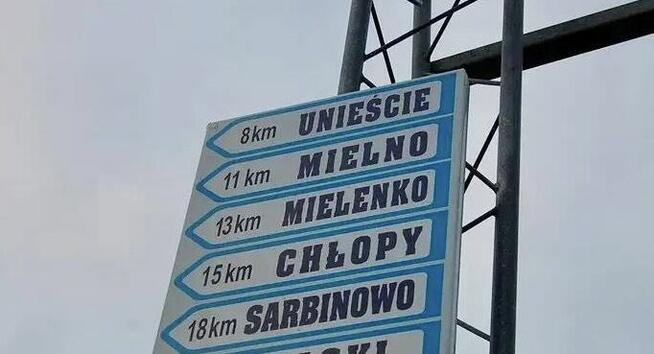 8km UNIEŚCIE
11 km MIELNO
13km MIELENKO
15km CHŁOPY
18km SARBINOWO